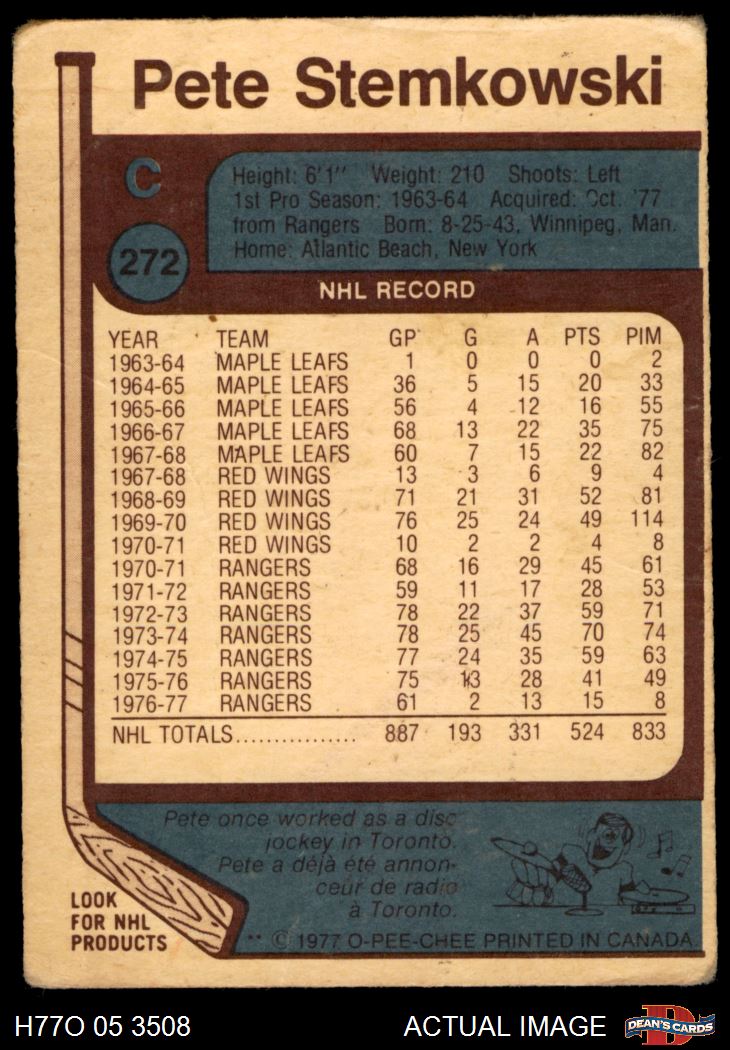 Pete Stemkowski
C
Height: 6'1'' Weight: 210 Shoots: Left
1st Pro Season: 1963-64 Acquired: Oct. '77
from Rangers Born: 8-25-43, Winnipeg, Man.
Home: Atlantic Beach, New York
272
NHL RECORD
YEAR TEAM GP G A PTS PIM
1963-64 MAPLE LEAFS 1 0 0 0 2
1964-65 MAPLE LEAFS 36 5 15 20 33
1965-66 MAPLE LEAFS 56 4 12 16 55
1966-67 MAPLE LEAFS 68 13 22 35 75
1967-68 MAPLE LEAFS 60 7 15 22 82
1967-68 RED WINGS 13 3 6 9 4
1968-69 RED WINGS 71 21 31 52 81
1969-70 RED WINGS 76 25 24 49 114
1970-71 RED WINGS 10 2 2 4 8
1970-71 RANGERS 68 16 29 45 61
1971-72 RANGERS 59 11 17 28 53
1972-73 RANGERS 78 22 37 59 71
1973-74 RANGERS 78 25 45 70 74
1974-75 RANGERS 77 24 35 59 63
1975-76 RANGERS 75 13 28 41 49
1976-77 RANGERS 61 2 13 15 8
NHL TOTALS................ 887 193 331 524 833
Pete once worked as a disc
jockey in Toronto.
Pete a déjà été annon-
ceur de radio
à Toronto.
LOOK
FOR NHL
PRODUCTS
** © 1977 O-PEE-CHEE PRINTED IN CANADA
H77O 05 3508 ACTUAL IMAGE
D
DEAN'S CARDS